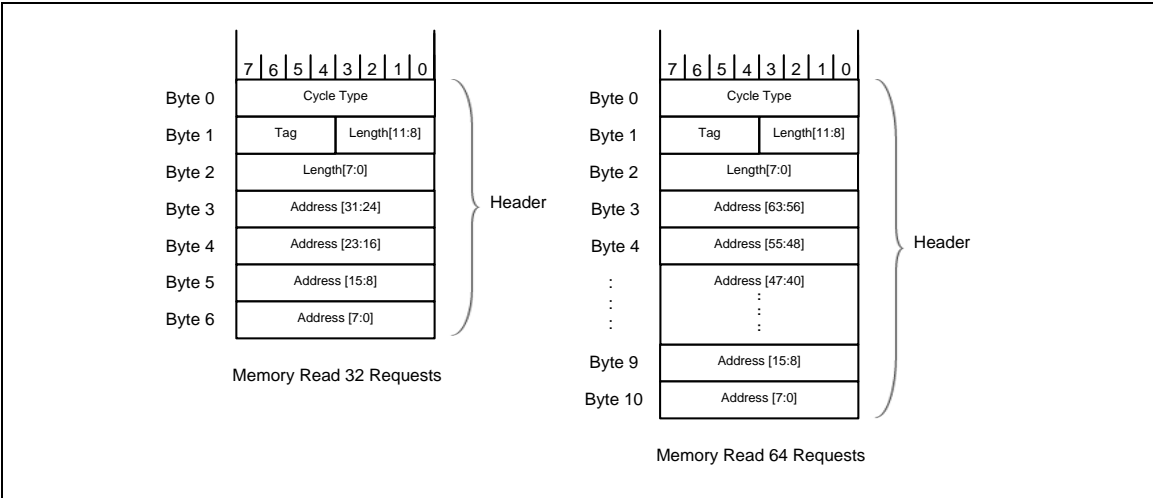 7 6 5 4 3 2 1 0
Byte 0 Cycle Type
Byte 1 Tag Length[11:8]
Byte 2 Length[7:0]
Byte 3 Address [31:24]
Byte 4 Address [23:16]
Byte 5 Address [15:8]
Byte 6 Address [7:0]
Header
Memory Read 32 Requests
7 6 5 4 3 2 1 0
Byte 0 Cycle Type
Byte 1 Tag Length[11:8]
Byte 2 Length[7:0]
Byte 3 Address [63:56]
Byte 4 Address [55:48]
: Address [47:40]
: :
: :
Byte 9 Address [15:8]
Byte 10 Address [7:0]
Header
Memory Read 64 Requests